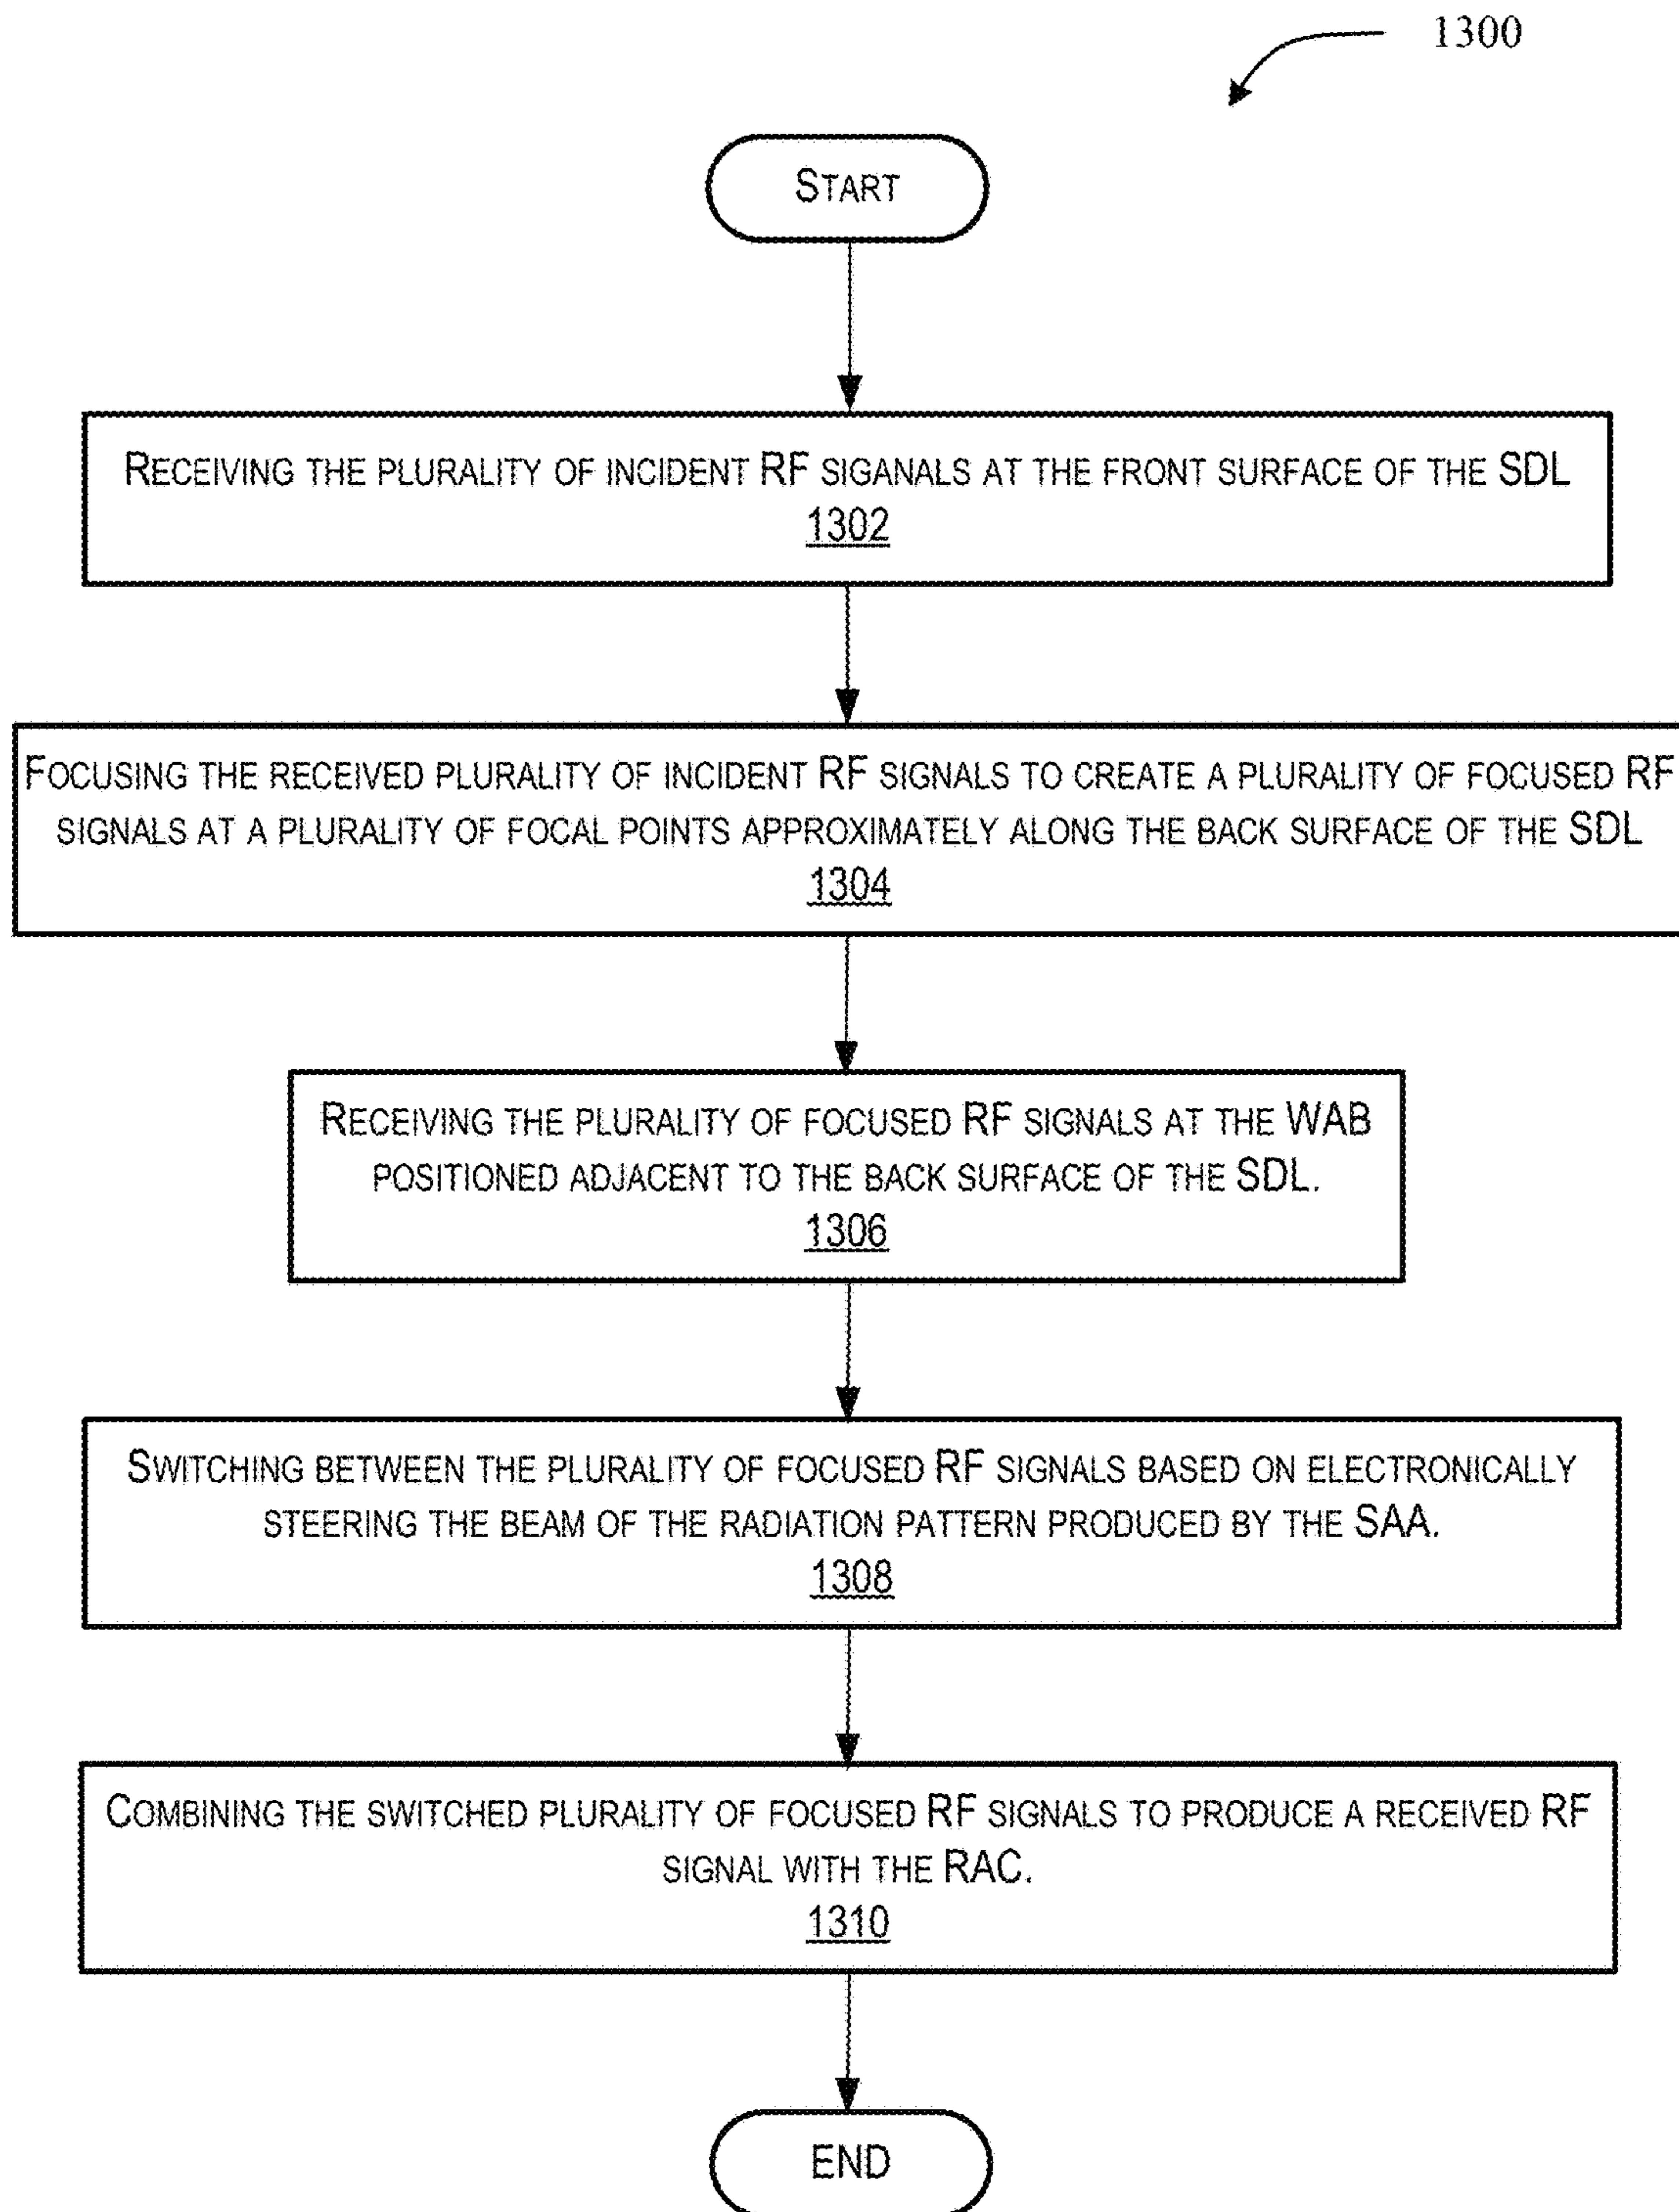 1300
START
RECEIVING THE PLURALITY OF INCIDENT RF SIGANALS AT THE FRONT SURFACE OF THE SDL
1302
FOCUSING THE RECEIVED PLURALITY OF INCIDENT RF SIGNALS TO CREATE A PLURALITY OF FOCUSED RF
SIGNALS AT A PLURALITY OF FOCAL POINTS APPROXIMATELY ALONG THE BACK SURFACE OF THE SDL
1304
RECEIVING THE PLURALITY OF FOCUSED RF SIGNALS AT THE WAB
POSITIONED ADJACENT TO THE BACK SURFACE OF THE SDL.
1306
SWITCHING BETWEEN THE PLURALITY OF FOCUSED RF SIGNALS BASED ON ELECTRONICALLY
STEERING THE BEAM OF THE RADIATION PATTERN PRODUCED BY THE SAA.
1308
COMBINING THE SWITCHED PLURALITY OF FOCUSED RF SIGNALS TO PRODUCE A RECEIVED RF
SIGNAL WITH THE RAC.
1310
END